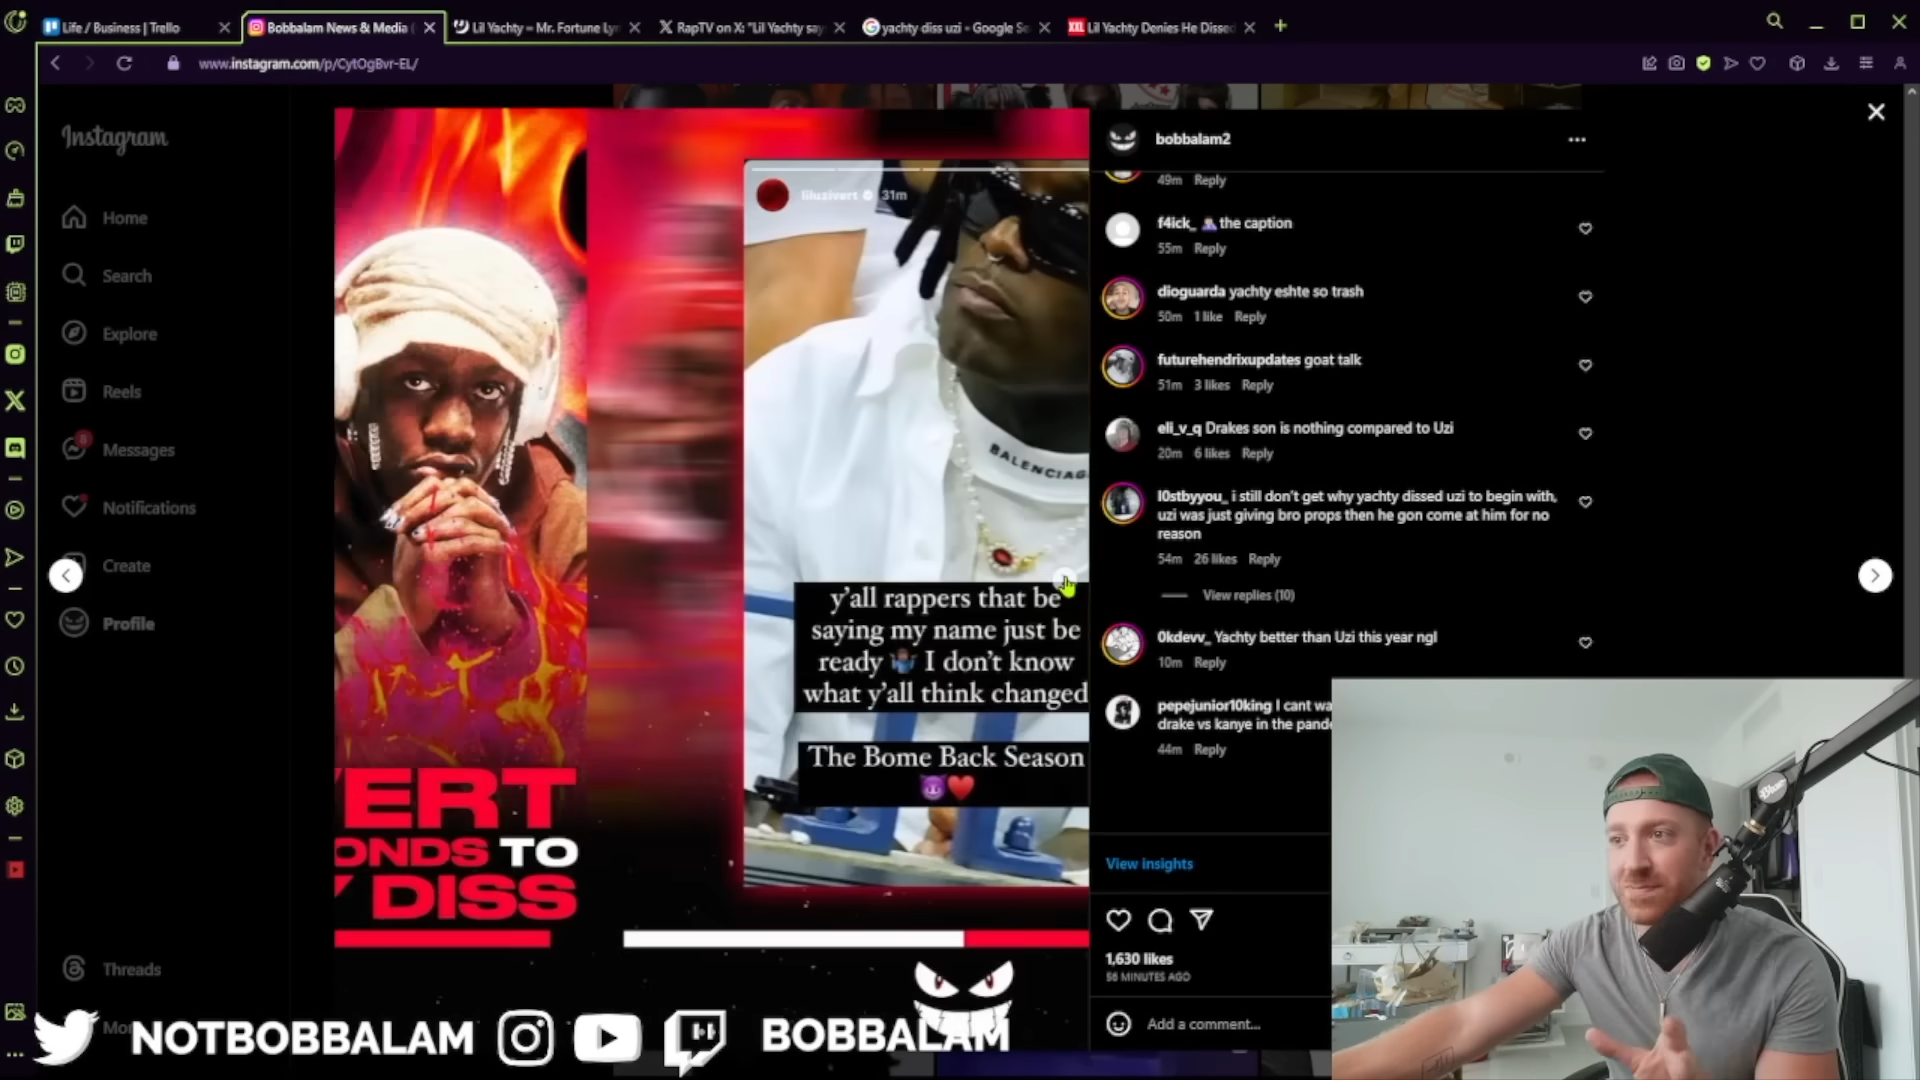 Life / Business | Trello
Bobbalam News & Media
Lil Yachty – Mr. Fortune Lyr
RapTV on X: "Lil Yachty say
yachty diss uzi - Google Se
XXL Lil Yachty Denies He Dissed
www.instagram.com/p/CytOgBvr-EL/
Instagram
Home
Search
Explore
Reels
8
Messages
Notifications
Create
Profile
Threads
Mo
liluzivert 31m
BALENCIAG
y'all rappers that be
saying my name just be
ready 🤷🏾‍♂️ I don't know
what y'all think changed
The Bome Back Season
😈❤️
VERT
ONDS TO
Y DISS
bobbalam2
49m Reply
f4ick_ 🤦🏻‍♂️ the caption
55m Reply
dioguarda yachty eshte so trash
50m 1 like Reply
futurehendrixupdates goat talk
51m 3 likes Reply
eli_v_q Drakes son is nothing compared to Uzi
20m 6 likes Reply
l0stbyyou_ i still don't get why yachty dissed uzi to begin with,
uzi was just giving bro props then he gon come at him for no
reason
54m 26 likes Reply
View replies (10)
0kdevv_ Yachty better than Uzi this year ngl
10m Reply
pepejunior10king I cant wa
drake vs kanye in the pand
44m Reply
View insights
1,630 likes
56 MINUTES AGO
Add a comment...
Blue
NOTBOBBALAM
BOBBALAM